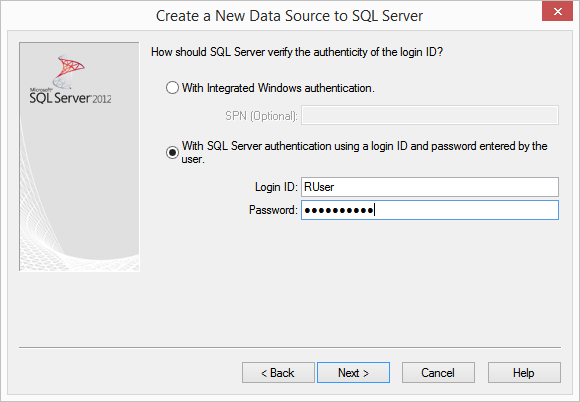 Create a New Data Source to SQL Server
How should SQL Server verify the authenticity of the login ID?
Microsoft
SQL Server 2012
With Integrated Windows authentication.
SPN (Optional):
With SQL Server authentication using a login ID and password entered by the
user.
Login ID: RUser
Password: ●●●●●●●●●●
< Back Next > Cancel Help